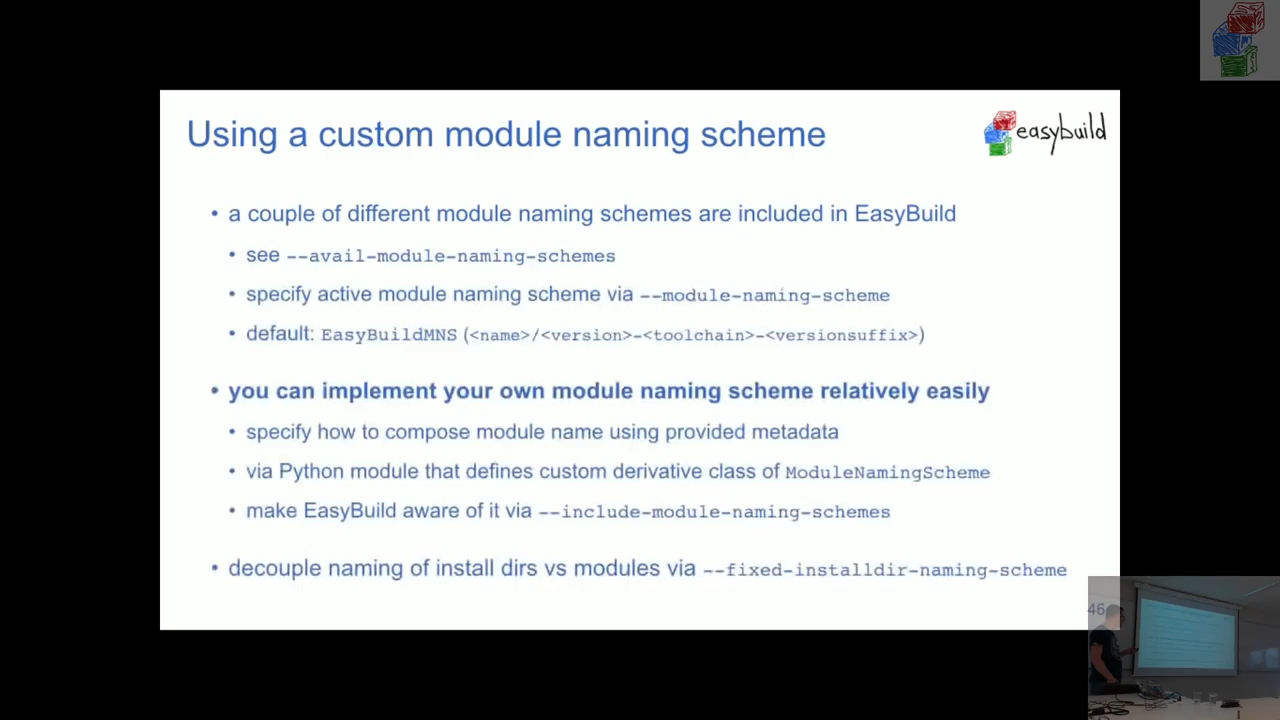 Using a custom module naming scheme
easybuild
• a couple of different module naming schemes are included in EasyBuild
• see --avail-module-naming-schemes
• specify active module naming scheme via --module-naming-scheme
• default: EasyBuildMNS (<name>/<version>-<toolchain>-<versionsuffix>)
• you can implement your own module naming scheme relatively easily
• specify how to compose module name using provided metadata
• via Python module that defines custom derivative class of ModuleNamingScheme
• make EasyBuild aware of it via --include-module-naming-schemes
• decouple naming of install dirs vs modules via --fixed-installdir-naming-scheme
46